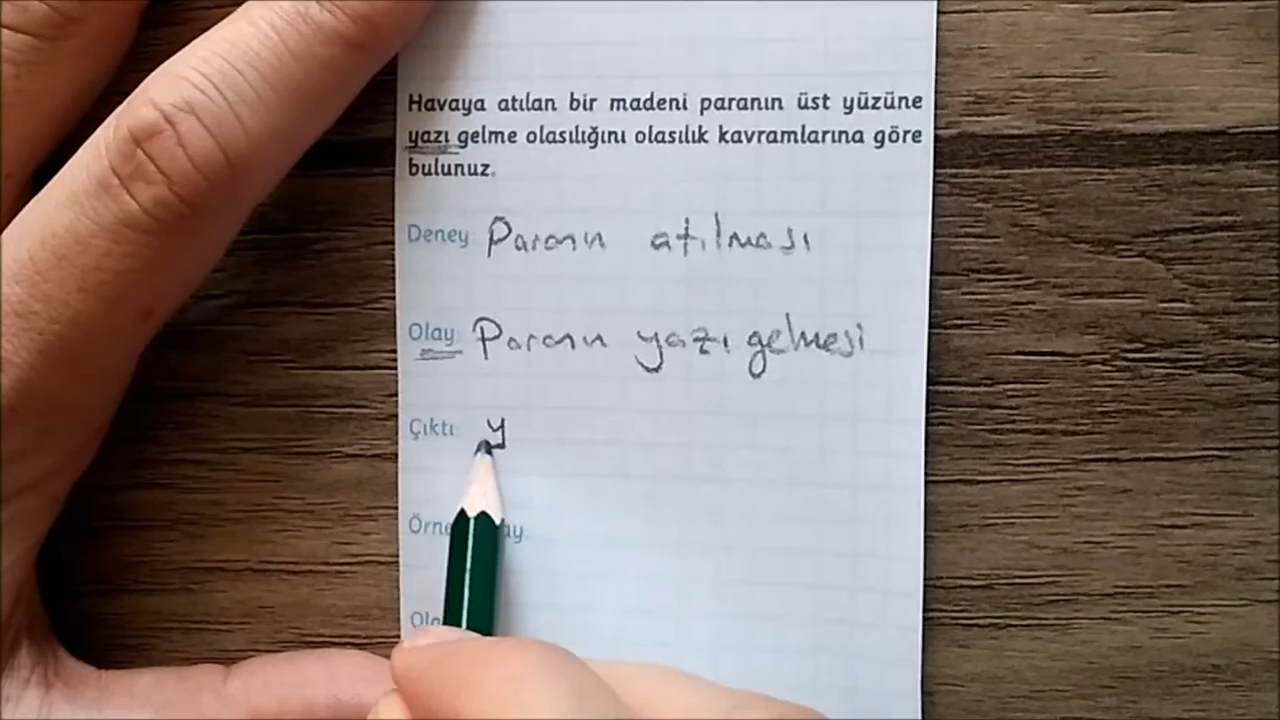 Havaya atılan bir madeni paranın üst yüzüne
yazı gelme olasılığını olasılık kavramlarına göre
bulunuz.
Deney: Paranın atılması
Olay: Paranın yazı gelmesi
Çıktı: y